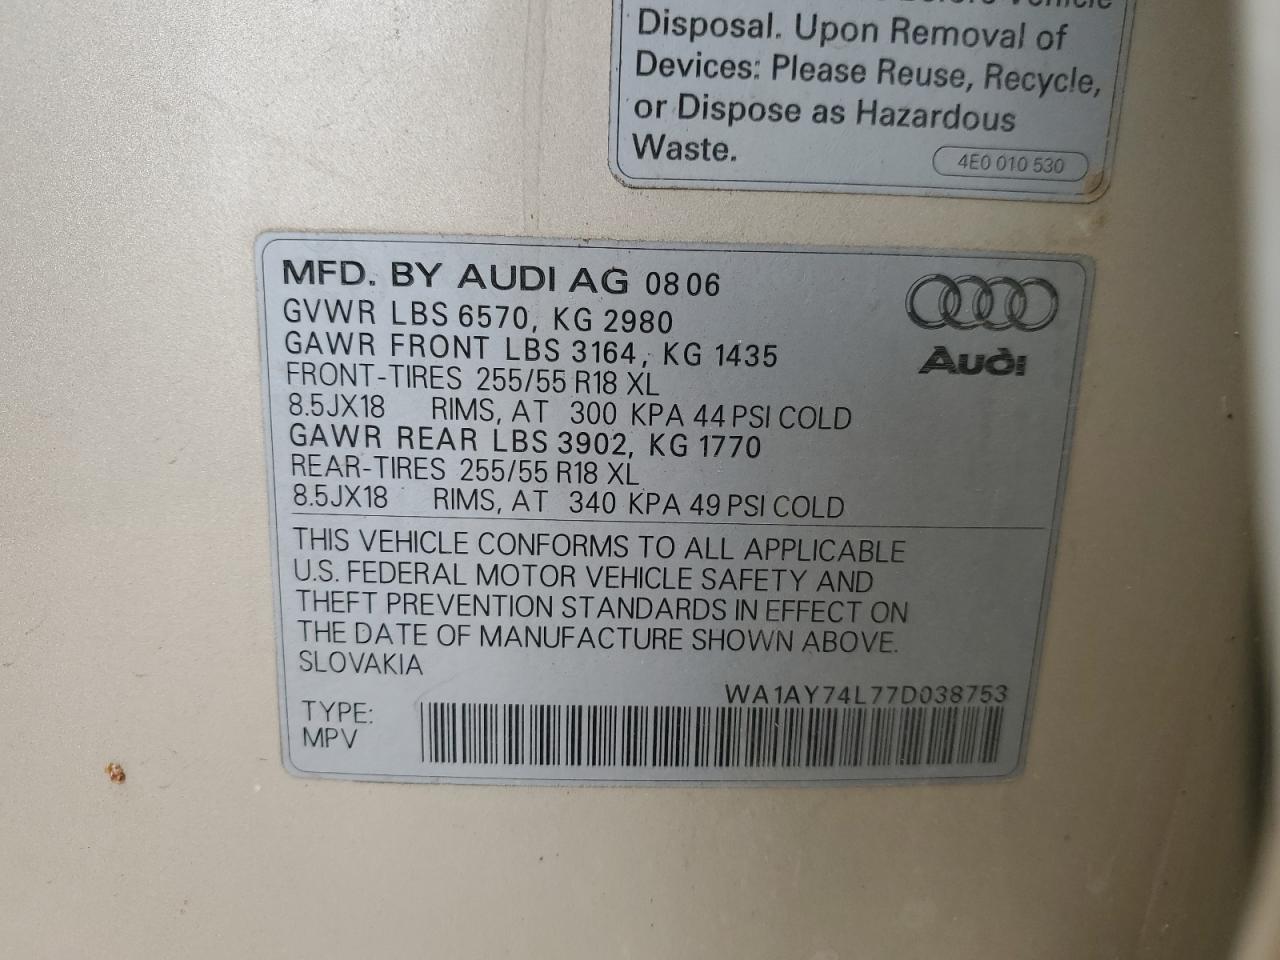 Disposal. Upon Removal of
Devices: Please Reuse, Recycle,
or Dispose as Hazardous
Waste.
4E0 010 530
MFD. BY AUDI AG 08 06
GVWR LBS 6570, KG 2980
GAWR FRONT LBS 3164, KG 1435
FRONT-TIRES 255/55 R18 XL
8.5JX18 RIMS, AT 300 KPA 44 PSI COLD
GAWR REAR LBS 3902, KG 1770
REAR-TIRES 255/55 R18 XL
8.5JX18 RIMS, AT 340 KPA 49 PSI COLD
Audi
THIS VEHICLE CONFORMS TO ALL APPLICABLE
U.S. FEDERAL MOTOR VEHICLE SAFETY AND
THEFT PREVENTION STANDARDS IN EFFECT ON
THE DATE OF MANUFACTURE SHOWN ABOVE.
SLOVAKIA
WA1AY74L77D038753
TYPE:
MPV